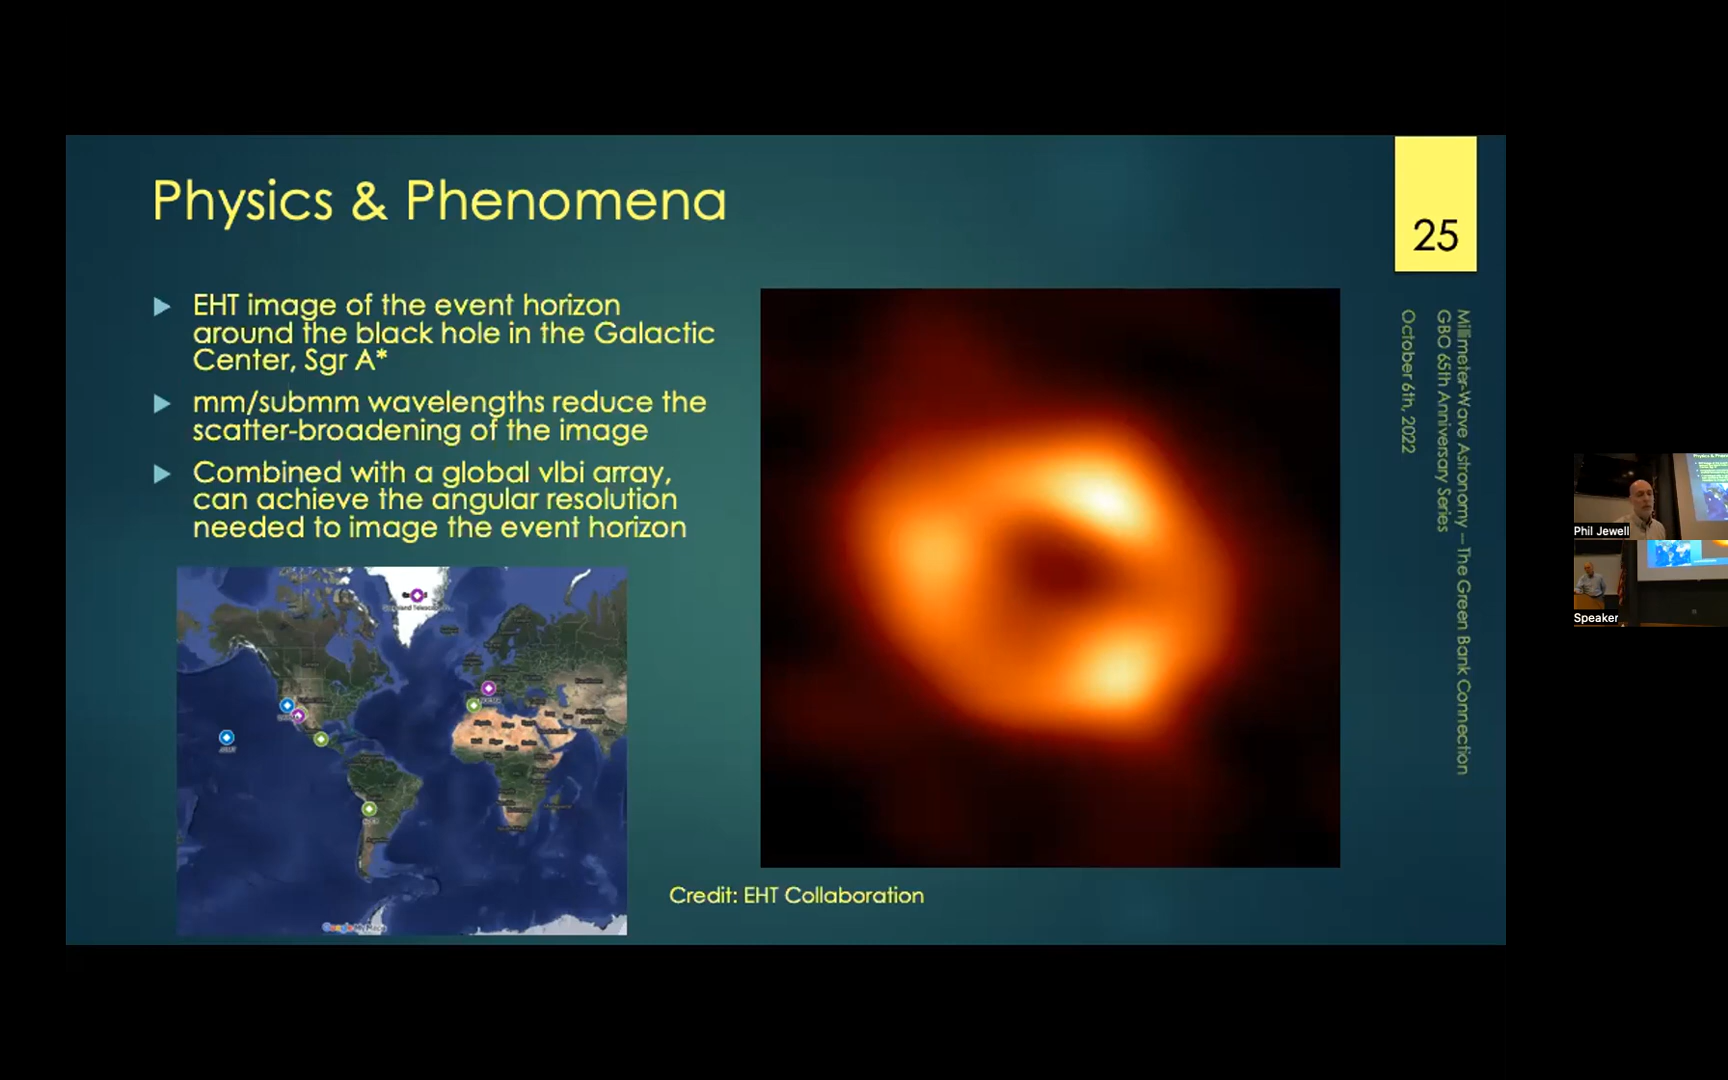 Physics & Phenomena
25
EHT image of the event horizon
around the black hole in the Galactic
Center, Sgr A*
mm/submm wavelengths reduce the
scatter-broadening of the image
Combined with a global vlbi array,
can achieve the angular resolution
needed to image the event horizon
Credit: EHT Collaboration
Millimeter-Wave Astronomy – The Green Bank Connection
GBO 65th Anniversary Series
October 6th, 2022
Phil Jewell
Speaker